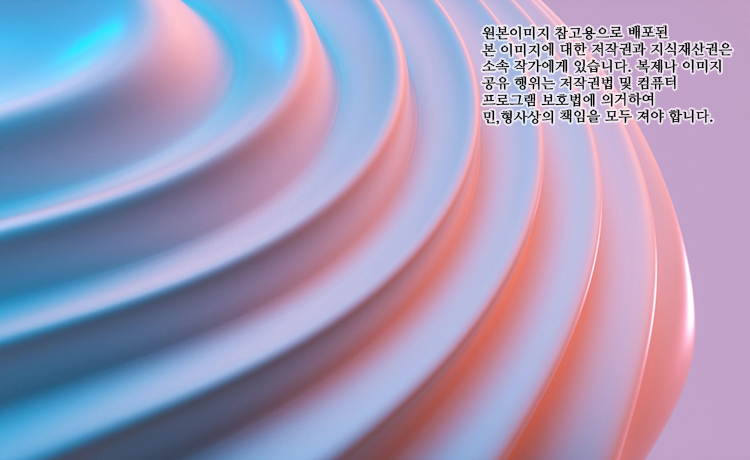 원본이미지 참고용으로 배포된
본 이미지에 대한 저작권과 지식재산권은
소속 작가에게 있습니다. 복제나 이미지
공유 행위는 저작권법 및 컴퓨터
프로그램 보호법에 의거하여
민,형사상의 책임을 모두 져야 합니다.